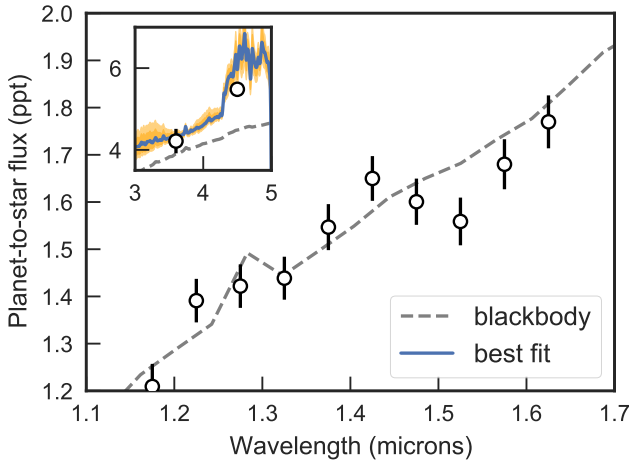 2.0
1.9
1.8
1.7
1.6
1.5
1.4
1.3
1.2
Planet-to-star flux (ppt)
6
4
3 4 5
blackbody
best fit
1.1 1.2 1.3 1.4 1.5 1.6 1.7
Wavelength (microns)